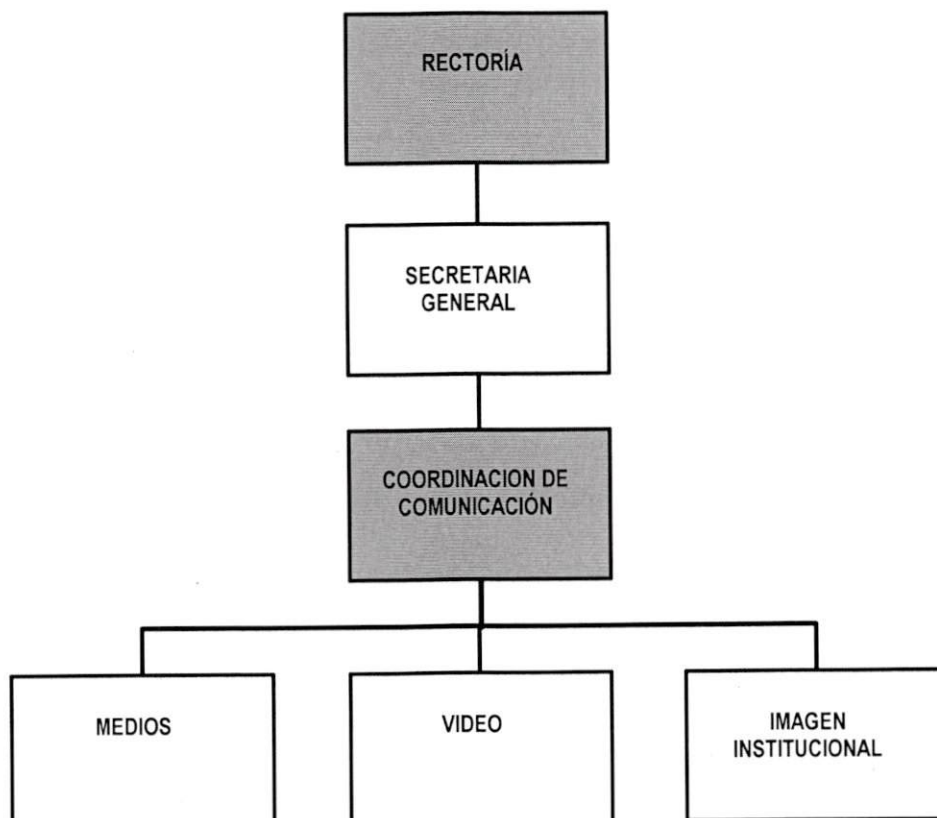 RECTORÍA
SECRETARIA
GENERAL
COORDINACION DE
COMUNICACIÓN
MEDIOS
VIDEO
IMAGEN
INSTITUCIONAL